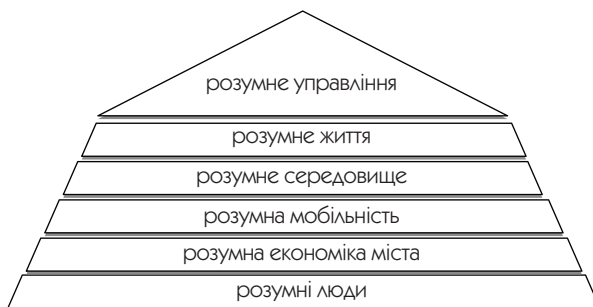 розумне управління
розумне життя
розумне середовище
розумна мобільність
розумна економіка міста
розумні люди